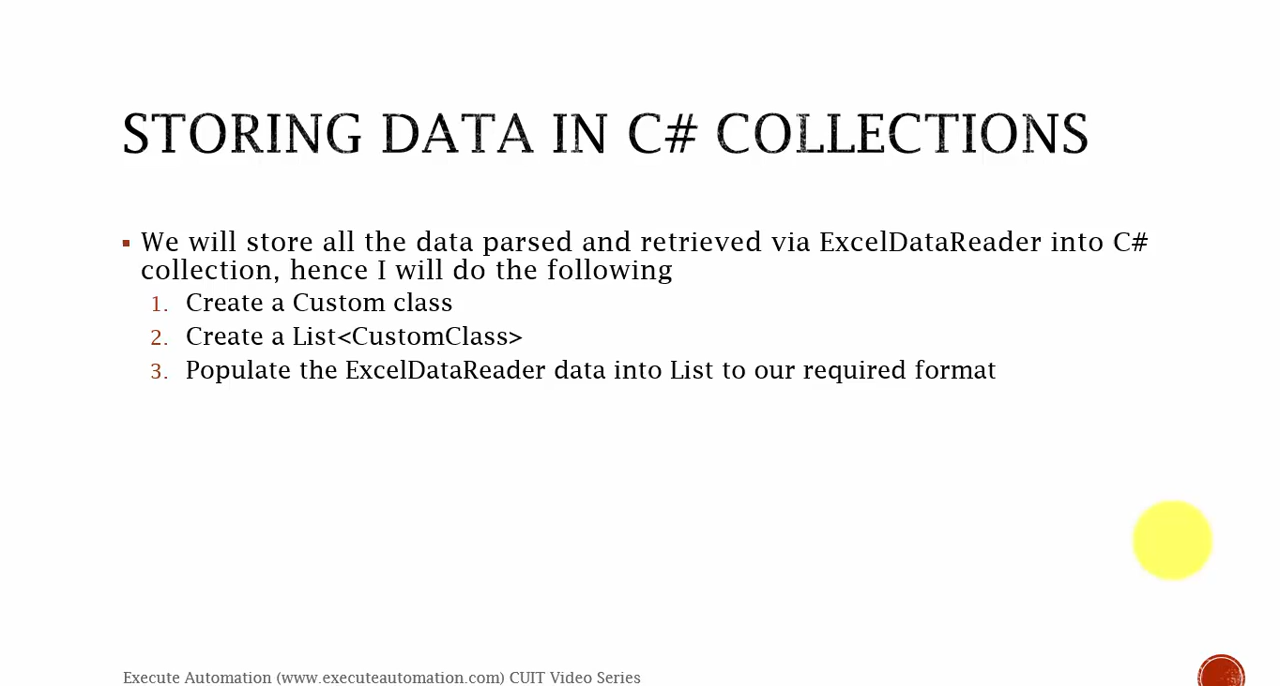 STORING DATA IN C# COLLECTIONS
▪ We will store all the data parsed and retrieved via ExcelDataReader into C#
collection, hence I will do the following
1. Create a Custom class
2. Create a List<CustomClass>
3. Populate the ExcelDataReader data into List to our required format
Execute Automation (www.executeautomation.com) CUIT Video Series